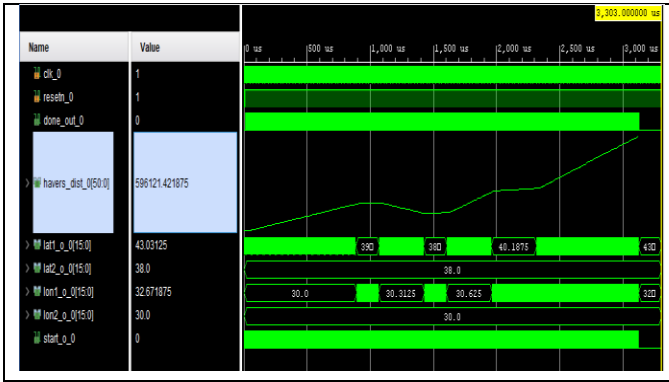 3,303.000000 us
Name Value
0 us 500 us 1,000 us 1,500 us 2,000 us 2,500 us 3,000 us
clk_0 1
resetn_0 1
done_out_0 0
havers_dist_0[50:0] 596121.421875
lat1_o_0[15:0] 43.03125 39 38 40.1875 43
lat2_o_0[15:0] 38.0 38.0
lon1_o_0[15:0] 32.671875 30.0 30.3125 30.625 32
lon2_o_0[15:0] 30.0 30.0
start_o_0 0